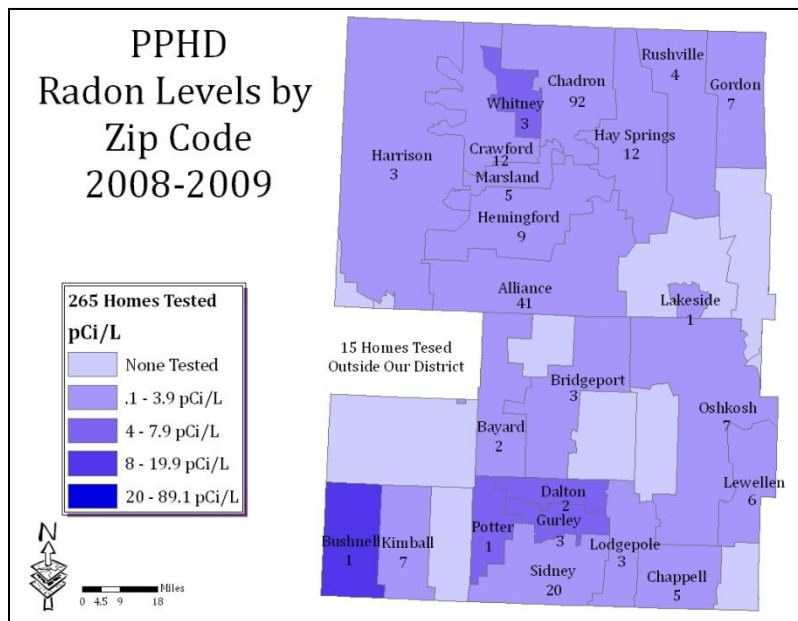 PPHD
Radon Levels by
Zip Code
2008-2009
Rushville
4
Gordon
7
Chadron
92
Whitney
3
Hay Springs
12
Harrison
3
Crawford
12
Marsland
5
Hemingford
9
Alliance
41
Lakeside
1
265 Homes Tested
pCi/L
None Tested
.1 - 3.9 pCi/L
4 - 7.9 pCi/L
8 - 19.9 pCi/L
20 - 89.1 pCi/L
15 Homes Tesed
Outside Our District
Bridgeport
3
Bayard
2
Oshkosh
7
Lewellen
6
Dalton
2
Potter
1
Gurley
3
Bushnell
1
Kimball
7
Lodgepole
3
Sidney
20
Chappell
5
N
Miles
0 4.5 9 18